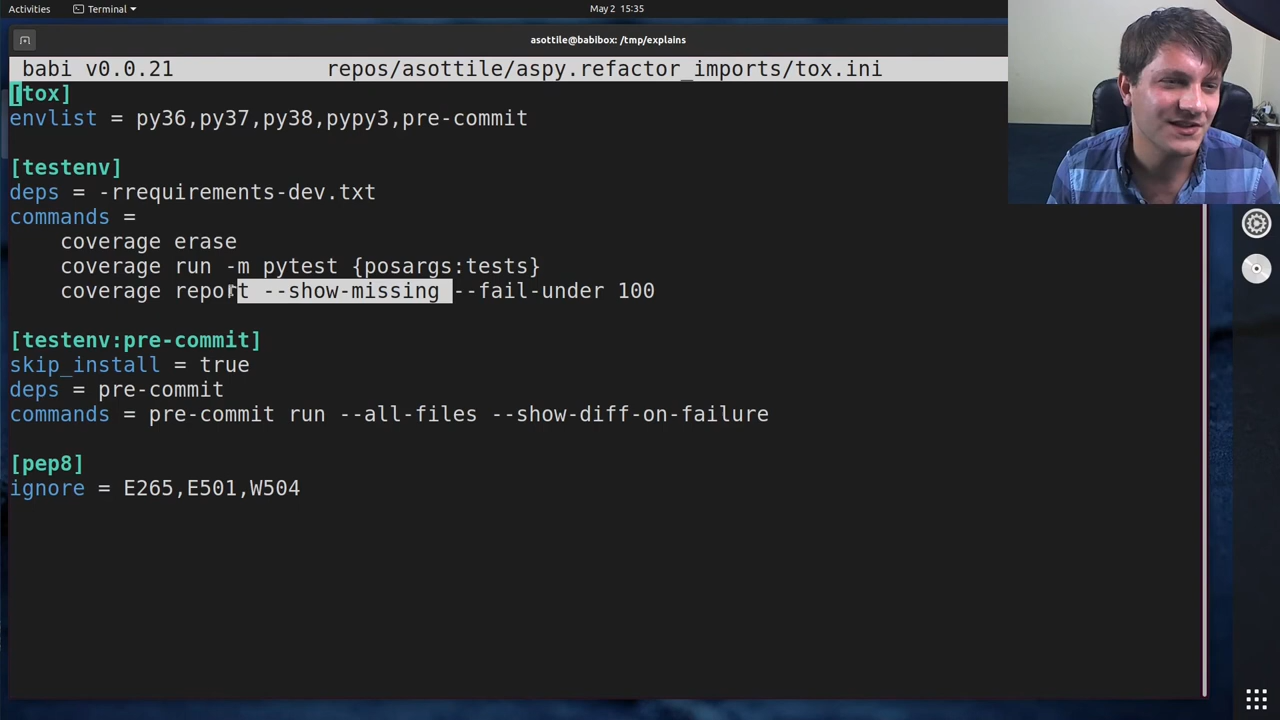 Activities
Terminal
May 2 15:35
asottile@babibox: /tmp/explains
babi v0.0.21
repos/asottile/aspy.refactor_imports/tox.ini
[tox]
envlist = py36,py37,py38,pypy3,pre-commit
[testenv]
deps = -rrequirements-dev.txt
commands =
coverage erase
coverage run -m pytest {posargs:tests}
coverage report --show-missing --fail-under 100
[testenv:pre-commit]
skip_install = true
deps = pre-commit
commands = pre-commit run --all-files --show-diff-on-failure
[pep8]
ignore = E265,E501,W504